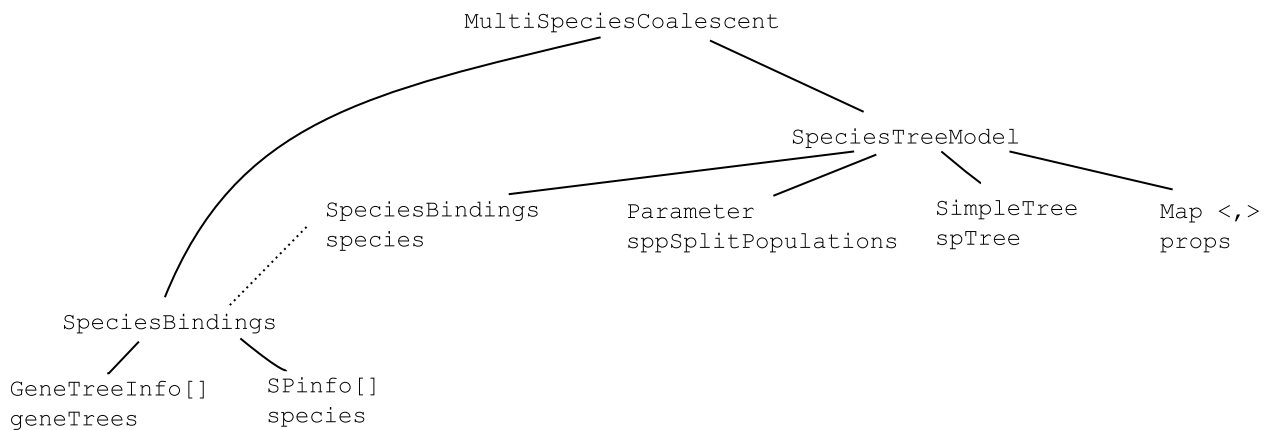 MultiSpeciesCoalescent
SpeciesTreeModel
SpeciesBindings
species
Parameter
sppSplitPopulations
SimpleTree
spTree
Map <,>
props
SpeciesBindings
GeneTreeInfo[]
geneTrees
SPinfo[]
species